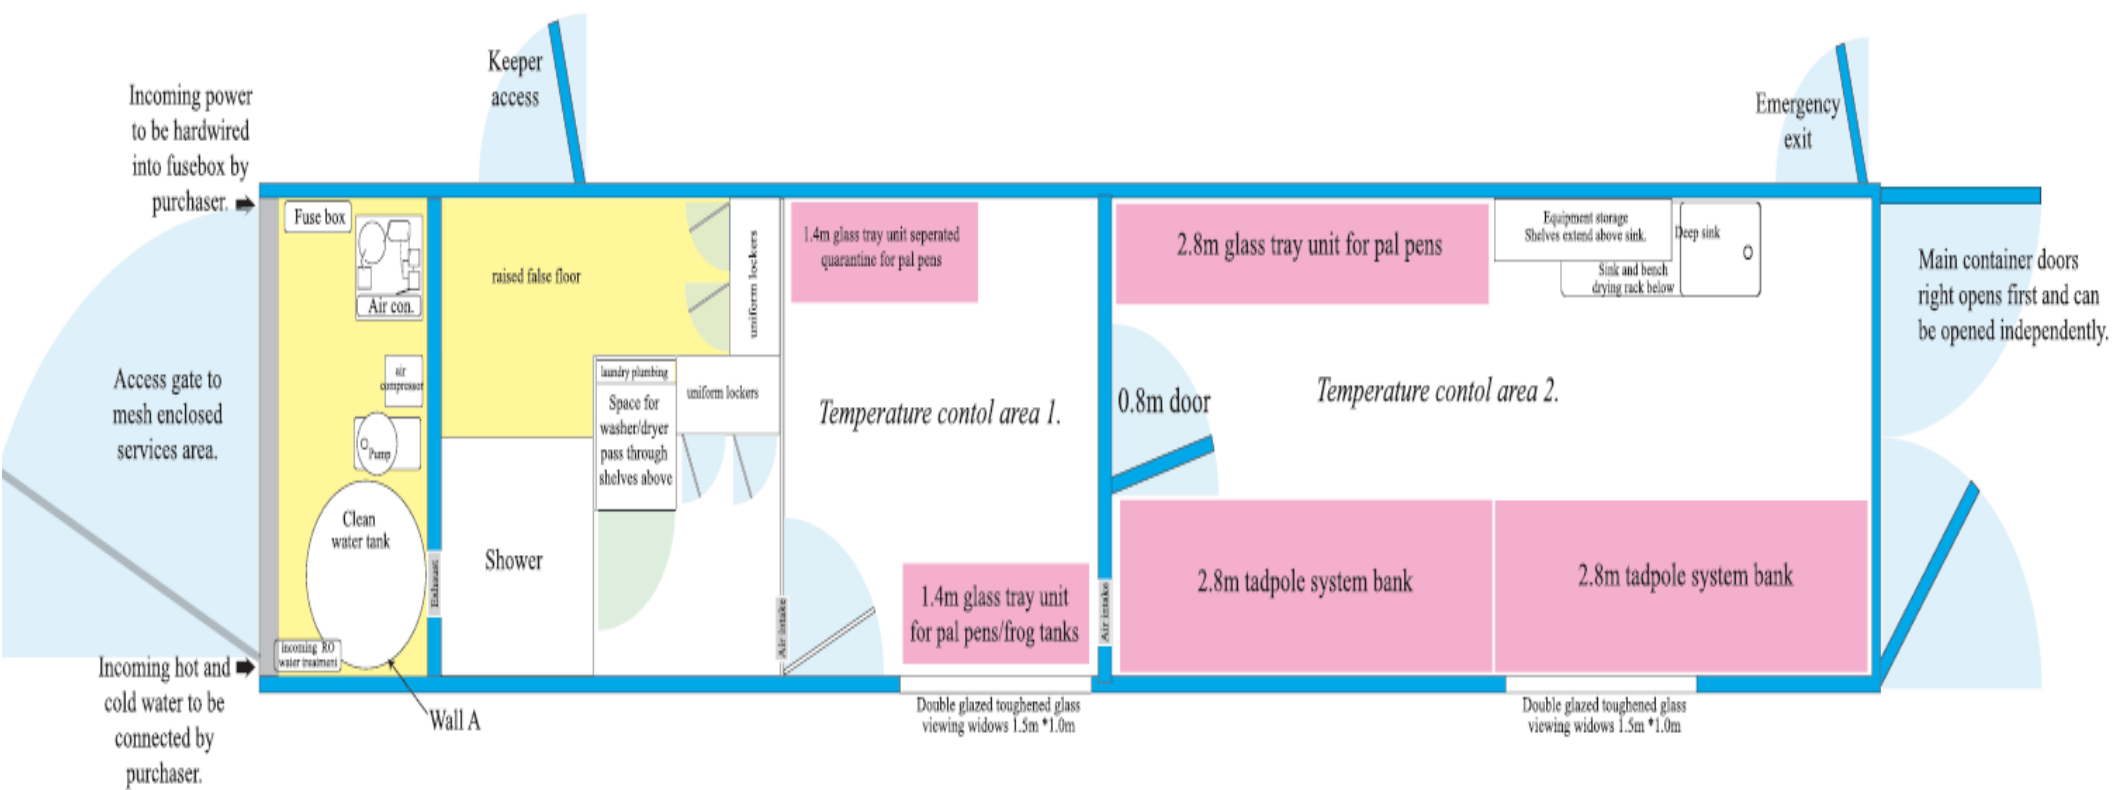 Keeper
access
Emergency
exit
Incoming power
to be hardwired
into fusebox by
purchaser.
Fuse box
Air con.
air
compressor
Pump
Clean
water tank
incoming RO
water treatment
Exhaust
Access gate to
mesh enclosed
services area.
Incoming hot and
cold water to be
connected by
purchaser.
Wall A
raised false floor
uniform lockers
laundry plumbing
Space for
washer/dryer
pass through
shelves above
uniform lockers
Shower
Air intake
1.4m glass tray unit seperated
quarantine for pal pens
Temperature contol area 1.
1.4m glass tray unit
for pal pens/frog tanks
Air intake
Double glazed toughened glass
viewing widows 1.5m *1.0m
2.8m glass tray unit for pal pens
Equipment storage
Shelves extend above sink.
Deep sink
Sink and bench
drying rack below
0.8m door
Temperature contol area 2.
2.8m tadpole system bank
2.8m tadpole system bank
Double glazed toughened glass
viewing widows 1.5m *1.0m
Main container doors
right opens first and can
be opened independently.